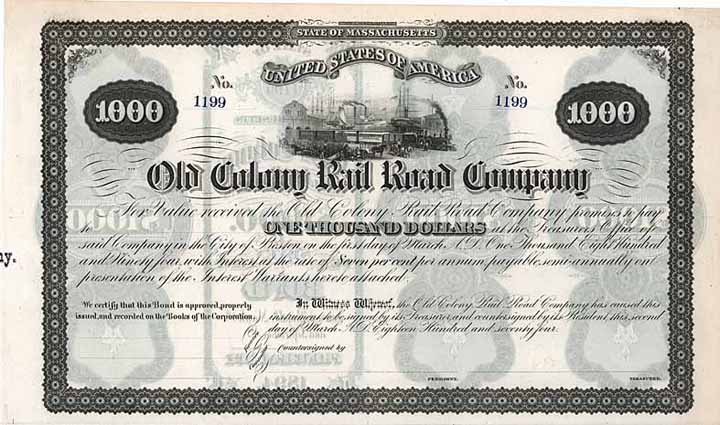 STATE OF MASSACHUSETTS
UNITED STATES OF AMERICA
No. No.
1199 1199
1000 1000
Old Colony Rail Road Company
For Value received the Old Colony Rail Road Company promises to pay
to ONE THOUSAND DOLLARS at the Treasurers Office of
said Company in the City of Boston on the first day of March A.D. One Thousand Eight Hundred
and Ninety four, with Interest at the rate of Seven per cent per annum, payable semi-annually on
presentation of the Interest Warrants hereto attached.
ny.
We certify that this Bond is approved, properly
issued, and recorded on the Books of the Corporation.
In Witness Whereof, the Old Colony Rail Road Company has caused this
instrument to be signed by its Treasurer, and countersigned by its President this second
day of March A.D. Eighteen Hundred and seventy four.
Countersigned by
PRESIDENT. TREASURER.
$1000
1894